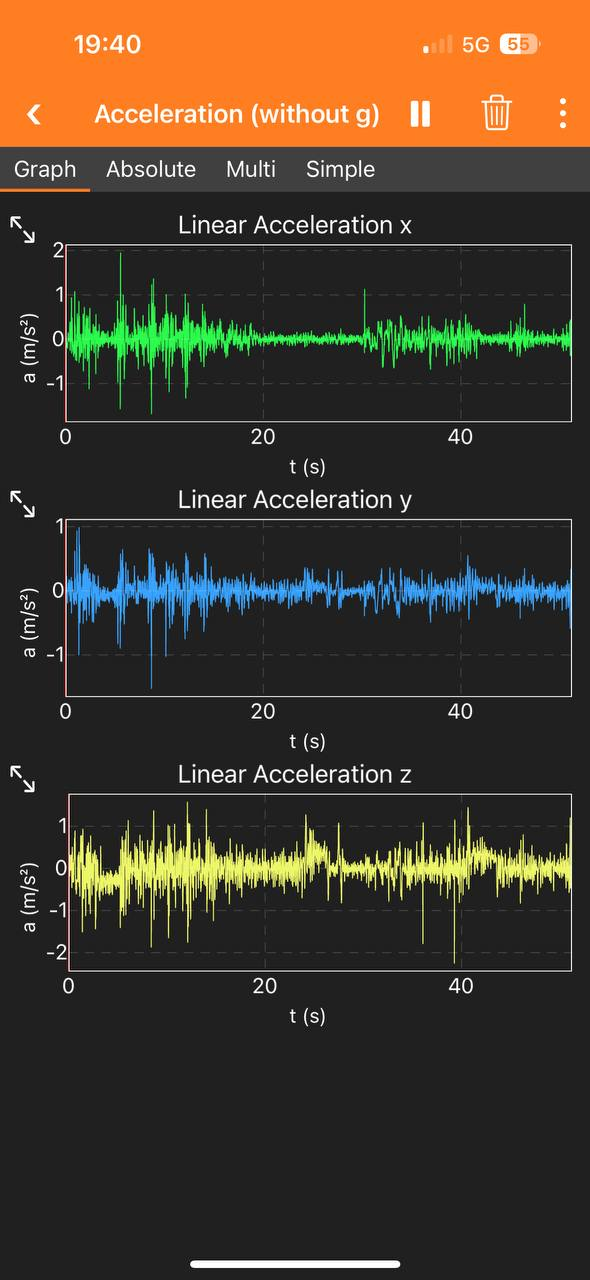 19:40 5G 55
Acceleration (without g)
Graph Absolute Multi Simple
Linear Acceleration x
2
1
0
-1
a (m/s²)
0 20 40
t (s)
Linear Acceleration y
1
0
-1
a (m/s²)
0 20 40
t (s)
Linear Acceleration z
1
0
-1
-2
a (m/s²)
0 20 40
t (s)